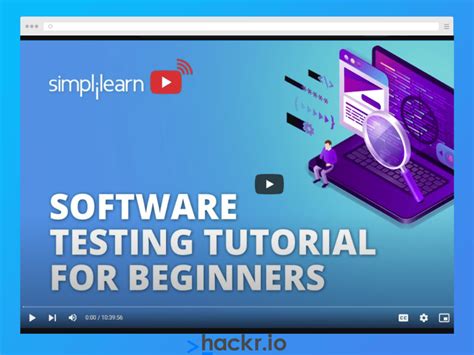 simplilearn
SOFTWARE
TESTING TUTORIAL
FOR BEGINNERS
0:00 / 10:39:56
CC
>hackr.io